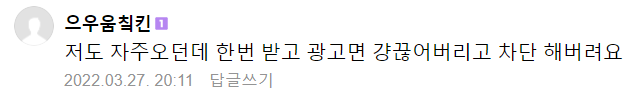 으우움칰킨 1
저도 자주오던데 한번 받고 광고면 걍끊어버리고 차단 해버려요
2022.03.27. 20:11 답글쓰기